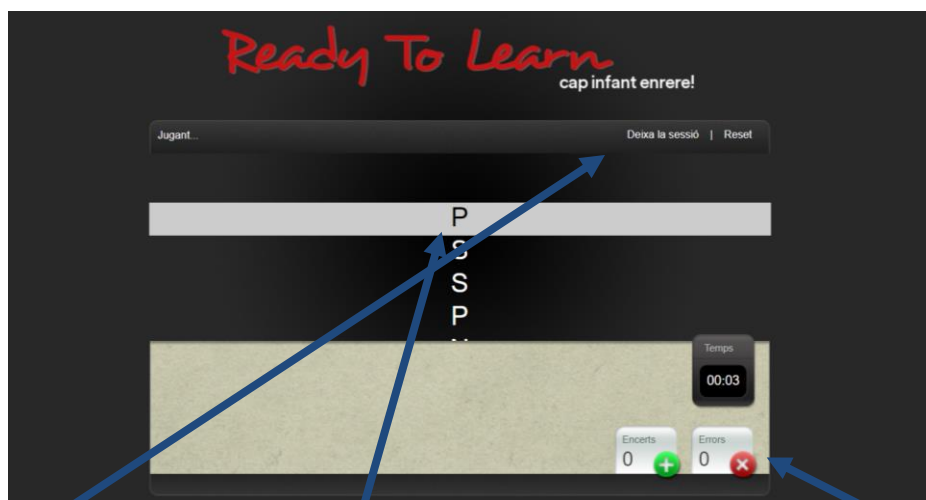 Ready To Learn
cap infant enrere!
Jugant... Deixa la sessió | Reset
P
S
S
P
Temps
00:03
Encerts Errors
0 0